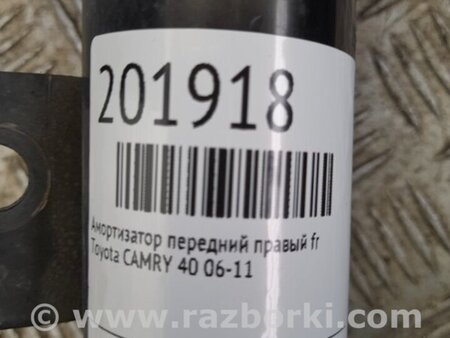 201918
Амортизатор передний правый fr
Toyota CAMRY 40 06-11
www.razborki.com